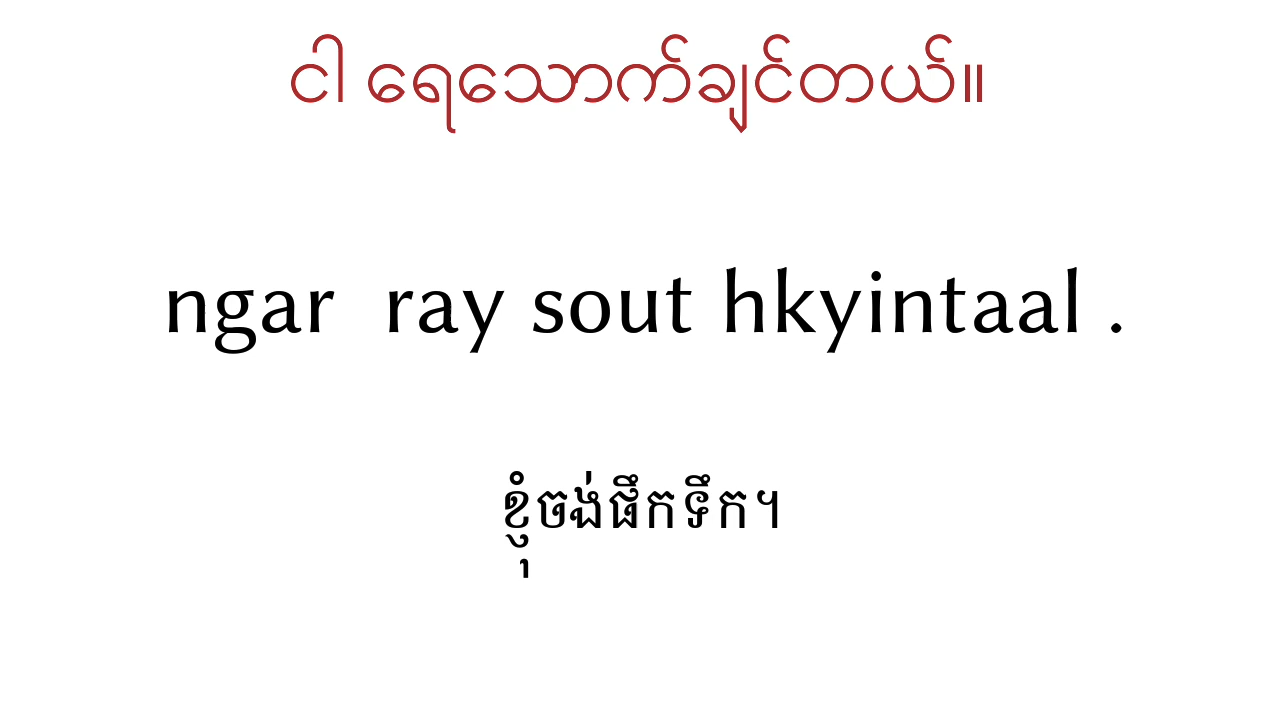 ငါ ရေသောက်ချင်တယ်။
ngar  ray sout hkyintaal .
ខ្ញុំចង់ផឹកទឹក។